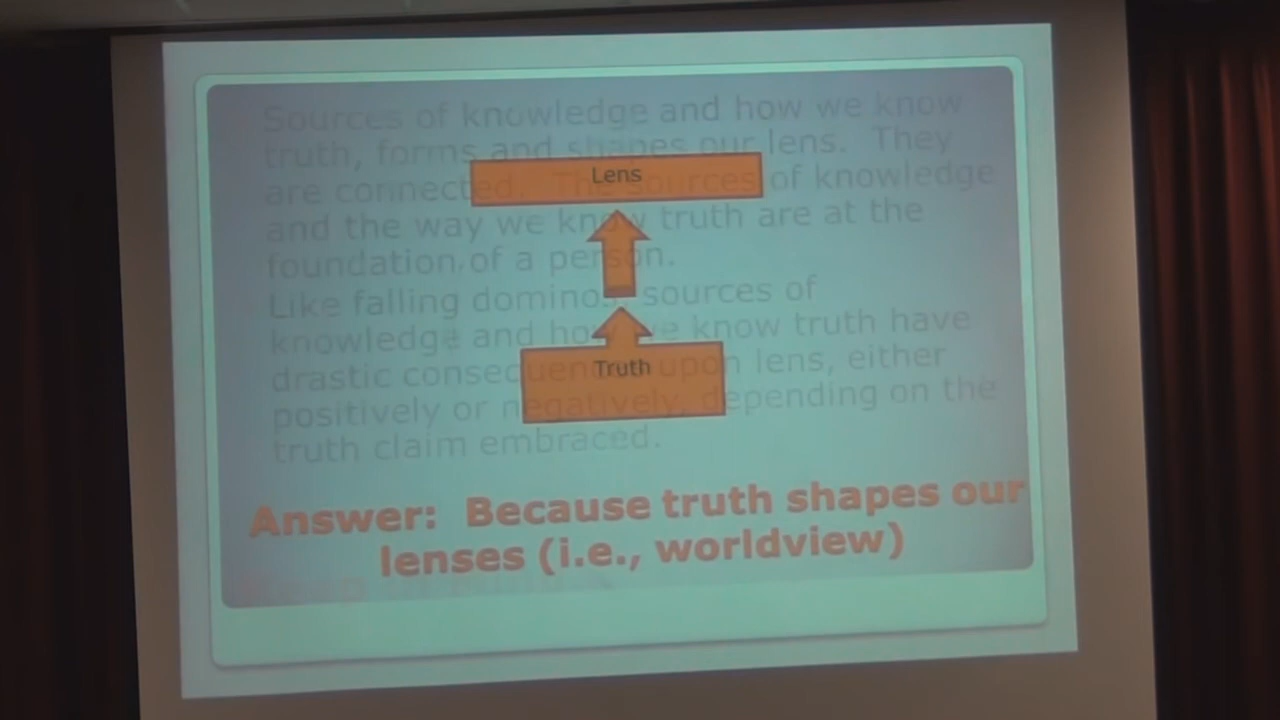 Sources of knowledge and how we know
truth, forms and shapes our lens. They
are connected. The sources of knowledge
and the way we know truth are at the
foundation of a person.
Like falling dominos, sources of
knowledge and how we know truth have
drastic consequences upon lens, either
positively or negatively, depending on the
truth claim embraced.
Lens
Truth
Answer: Because truth shapes our
lenses (i.e., worldview)